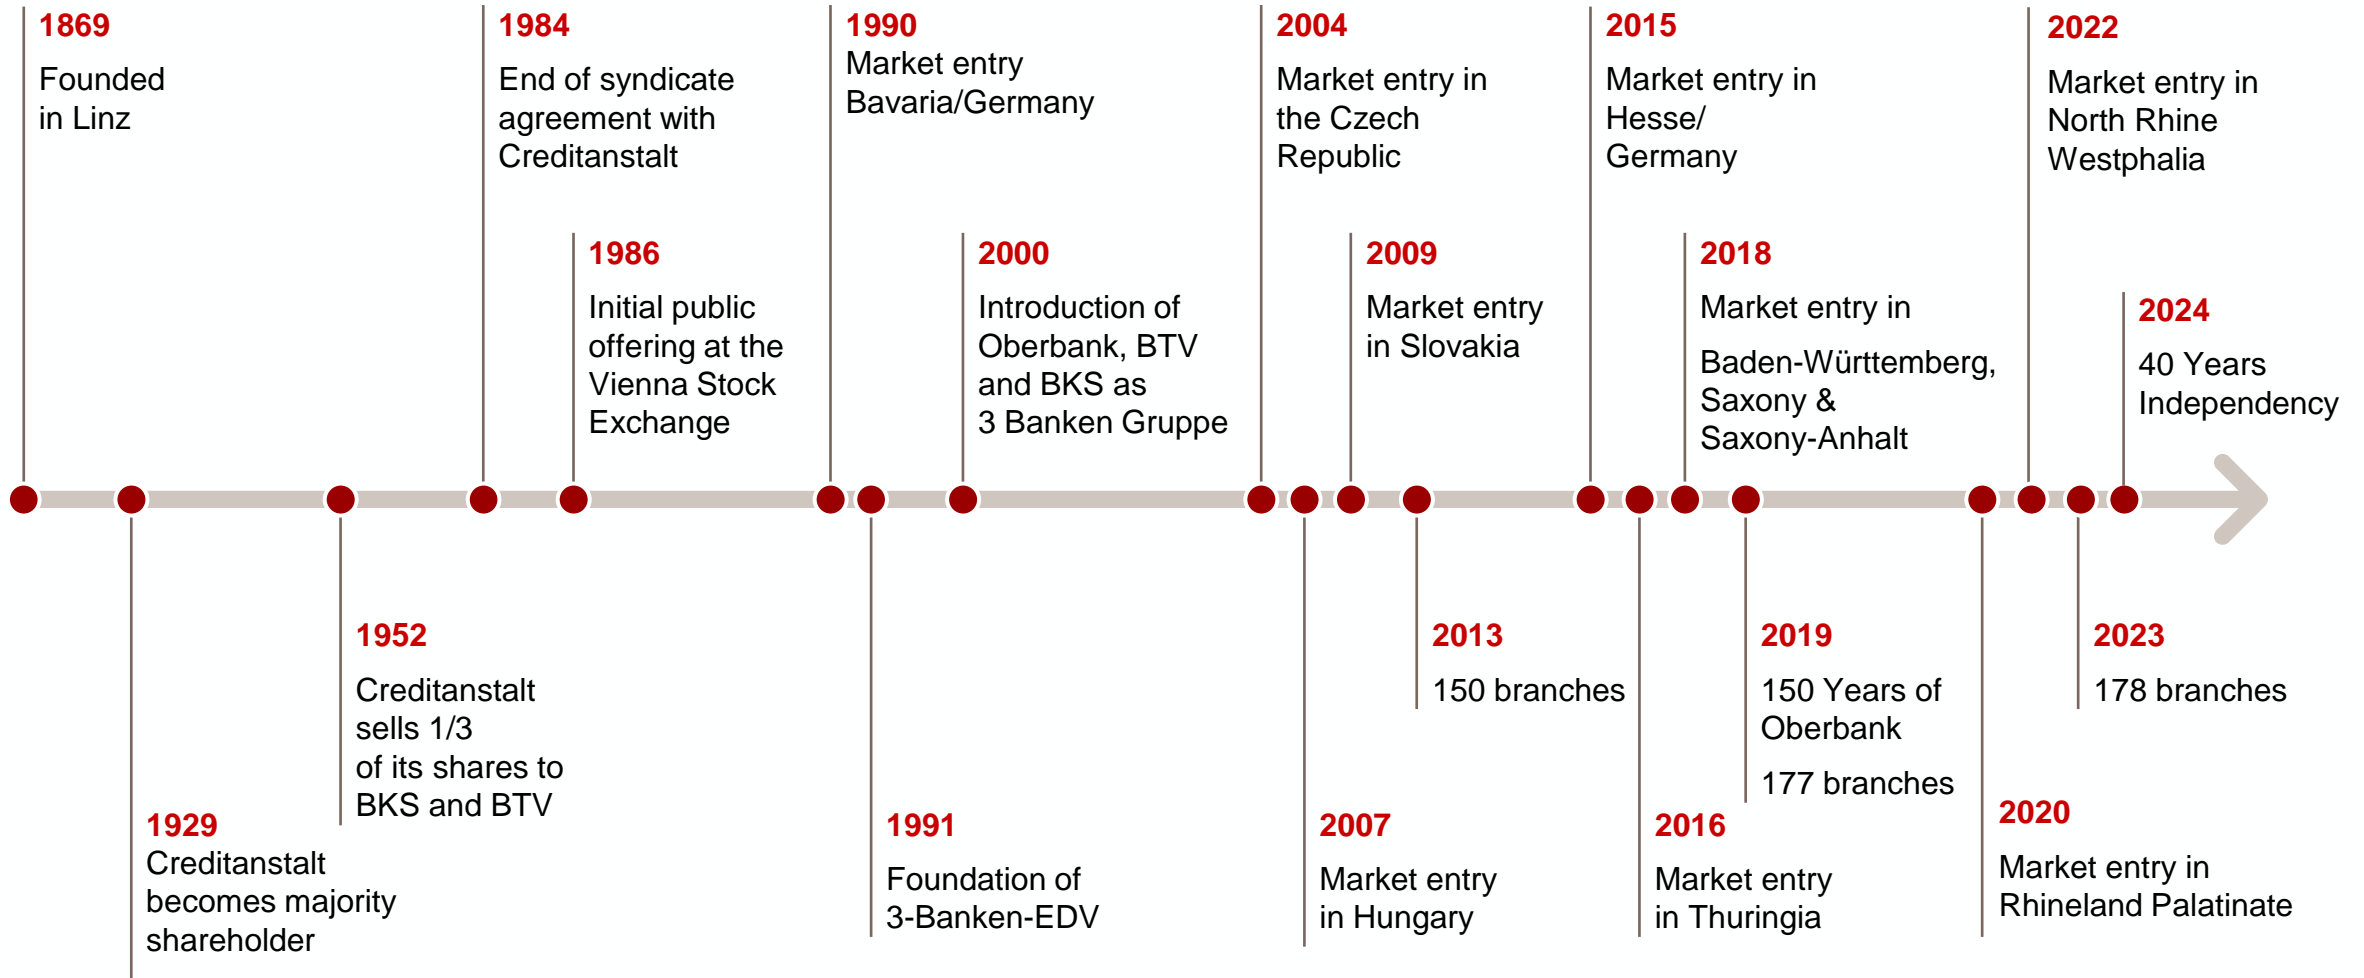 1869
Founded
in Linz
1984
End of syndicate
agreement with
Creditanstalt
1990
Market entry
Bavaria/Germany
2004
Market entry in
the Czech
Republic
2015
Market entry in
Hesse/
Germany
2022
Market entry in
North Rhine
Westphalia
1986
Initial public
offering at the
Vienna Stock
Exchange
2000
Introduction of
Oberbank, BTV
and BKS as
3 Banken Gruppe
2009
Market entry
in Slovakia
2018
Market entry in
Baden-Württemberg,
Saxony &
Saxony-Anhalt
2024
40 Years
Independency
1929
Creditanstalt
becomes majority
shareholder
1952
Creditanstalt
sells 1/3
of its shares to
BKS and BTV
1991
Foundation of
3-Banken-EDV
2007
Market entry
in Hungary
2013
150 branches
2016
Market entry
in Thuringia
2019
150 Years of
Oberbank
177 branches
2020
Market entry in
Rhineland Palatinate
2023
178 branches